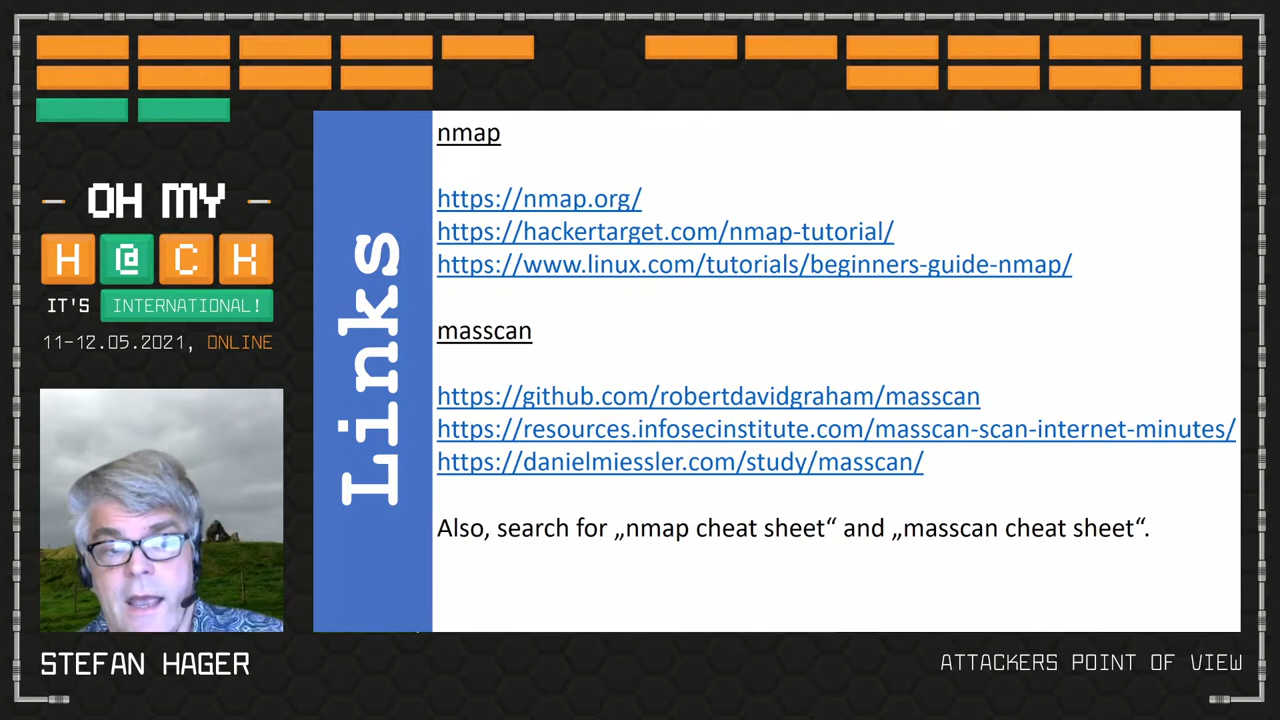 OH MY
H@CK
IT'S INTERNATIONAL!
11-12.05.2021, ONLINE
STEFAN HAGER
Links
nmap
https://nmap.org/
https://hackertarget.com/nmap-tutorial/
https://www.linux.com/tutorials/beginners-guide-nmap/
masscan
https://github.com/robertdavidgraham/masscan
https://resources.infosecinstitute.com/masscan-scan-internet-minutes/
https://danielmiessler.com/study/masscan/
Also, search for „nmap cheat sheet“ and „masscan cheat sheet“.
ATTACKERS POINT OF VIEW